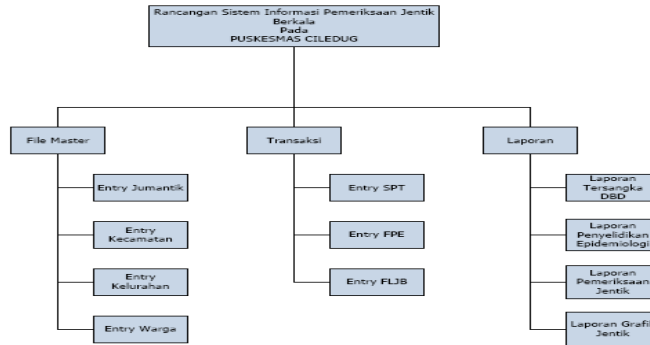 Rancangan Sistem Informasi Pemeriksaan Jentik
Berkala
Pada
PUSKESMAS CILEDUG
File Master
Transaksi
Laporan
Entry Jumantik
Entry
Kecamatan
Entry
Kelurahan
Entry Warga
Entry SPT
Entry FPE
Entry FLJB
Laporan
Tersangka
DBD
Laporan
Penyelidikan
Epidemiologi
Laporan
Pemeriksaan
Jentik
Laporan Grafik
Jentik